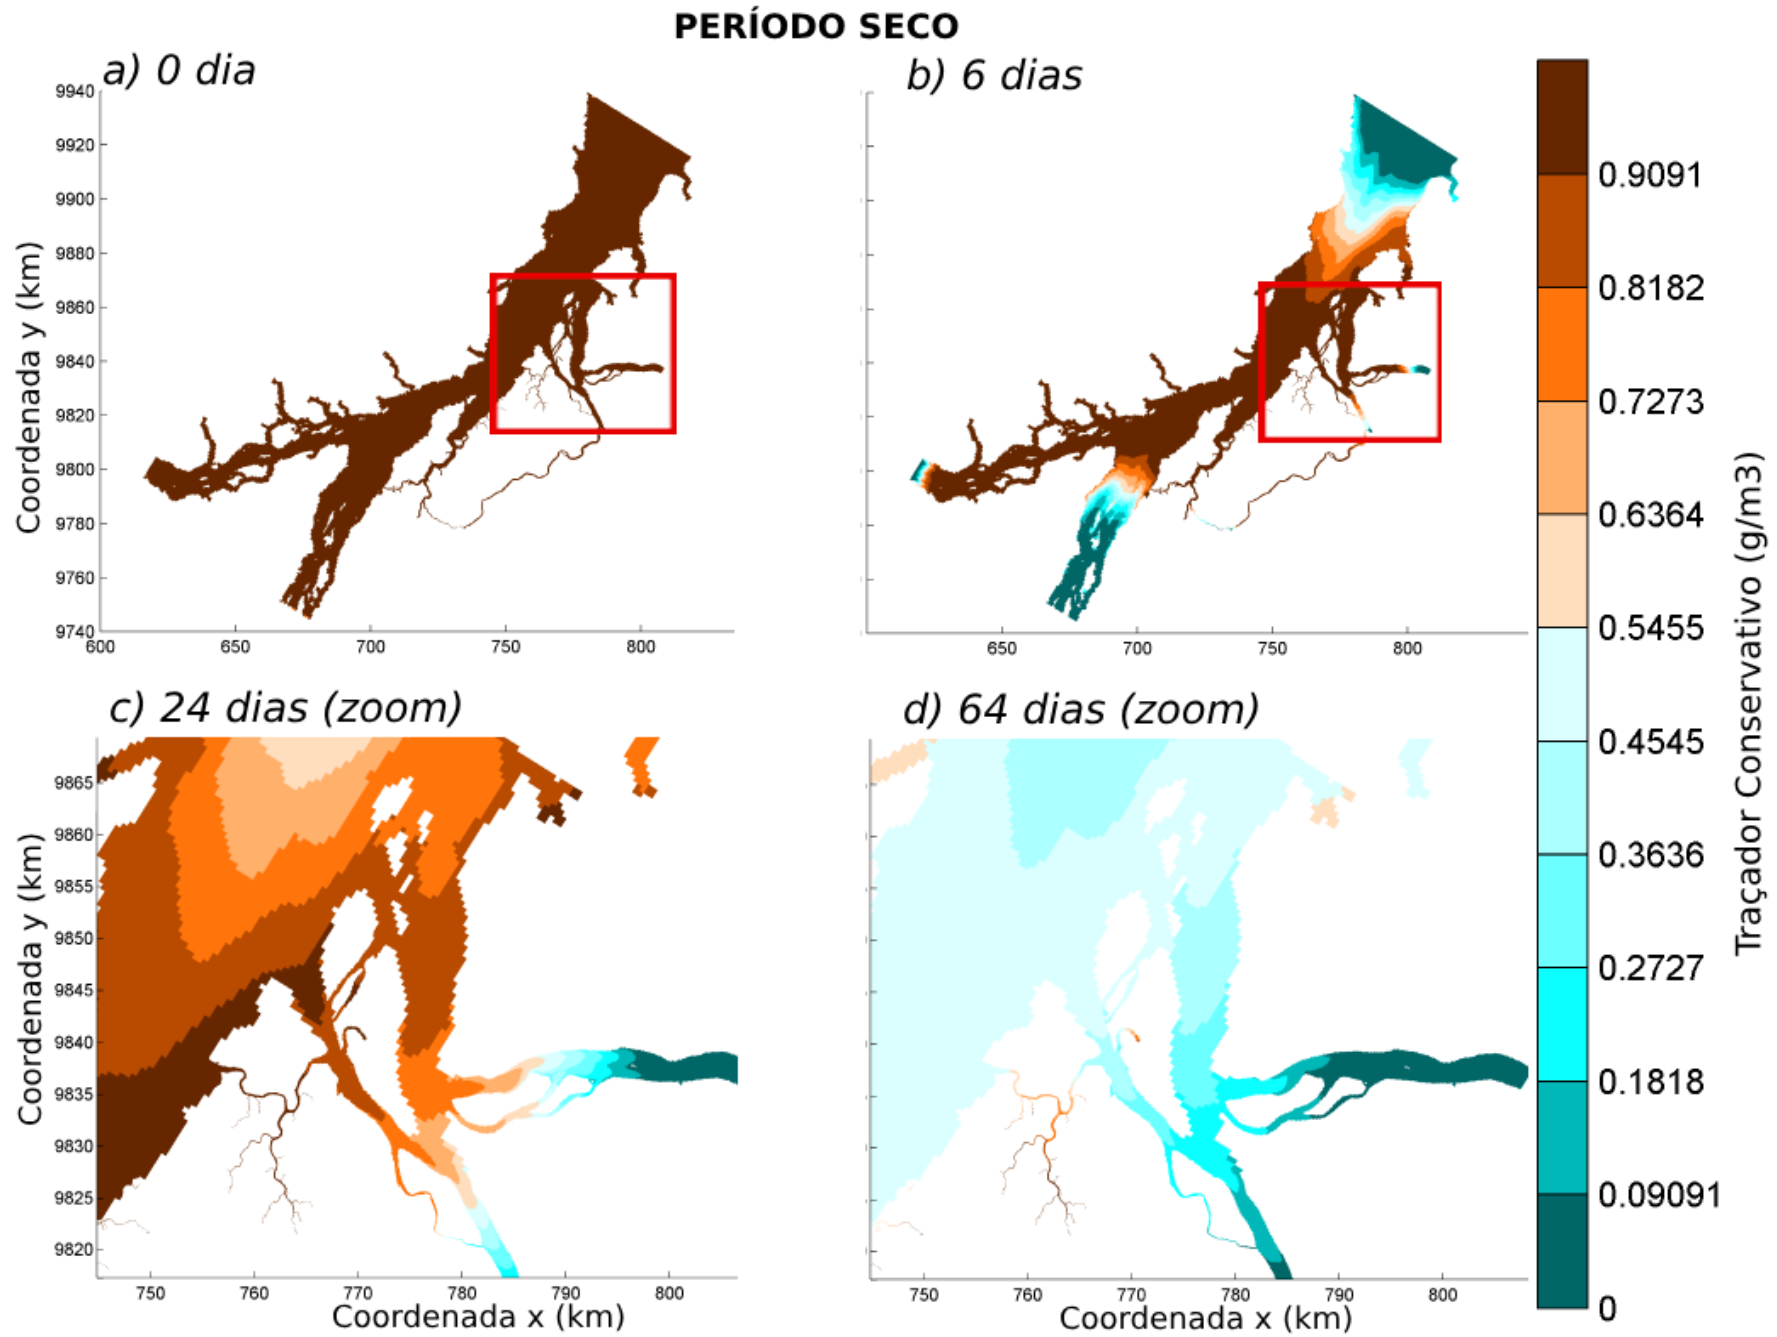 PERÍODO SECO
a) 0 dia
b) 6 dias
9940
9920
9900
9880
9860
9840
9820
9800
9780
9760
9740
Coordenada y (km)
600 650 700 750 800
650 700 750 800
c) 24 dias (zoom)
d) 64 dias (zoom)
9865
9860
9855
9850
9845
9840
9835
9830
9825
9820
Coordenada y (km)
750 760 770 780 790 800
Coordenada x (km)
750 760 770 780 790 800
Coordenada x (km)
0.9091
0.8182
0.7273
0.6364
0.5455
0.4545
0.3636
0.2727
0.1818
0.09091
0
Traçador Conservativo (g/m3)